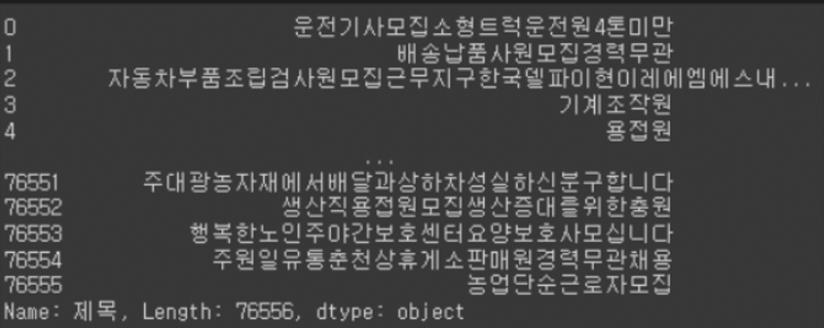 0 운전기사모집소형트럭운전원4톤미만
1 배송납품사원모집경력무관
2 자동차부품조립검사원모집근무지구한국델파이현이레에엠에스내...
3 기계조작원
4 용접원
...
76551 주대광농자재에서배달과상하차성실하신분구합니다
76552 생산직용접원모집생산증대를위한충원
76553 행복한노인주야간보호센터요양보호사모십니다
76554 주원일유통춘천상휴게소판매원경력무관채용
76555 농업단순근로자모집
Name: 제목, Length: 76556, dtype: object